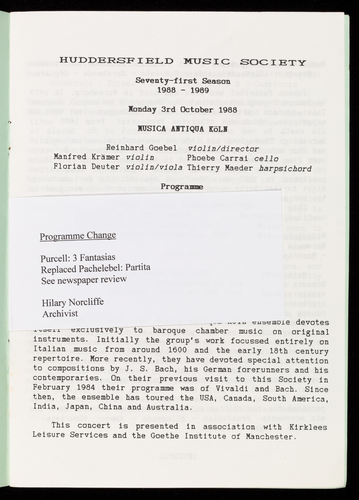 HUDDERSFIELD MUSIC SOCIETY
Seventy-first Season
1988 - 1989
Monday 3rd October 1988
MUSICA ANTIQUA KöLN
Reinhard Goebel violin/director
Manfred Kramer violin Phoebe Carrai cello
Florian Deuter violin/viola Thierry Maeder harpsichord
Programme
Programme Change
Purcell: 3 Fantasias
Replaced Pachelebel: Partita
See newspaper review
Hilary Norcliffe
Archivist
ensemble devotes
itself exclusively to baroque chamber music on original
instruments. Initially the group's work focussed entirely on
Italian music from around 1600 and the early 18th century
repertoire. More recently, they have devoted special attention
to compositions by J. S. Bach, his German forerunners and his
contemporaries. On their previous visit to this Society in
February 1984 their programme was of Vivaldi and Bach. Since
then, the ensemble has toured the USA, Canada, South America,
India, Japan, China and Australia.
This concert is presented in association with Kirklees
Leisure Services and the Goethe Institute of Manchester.